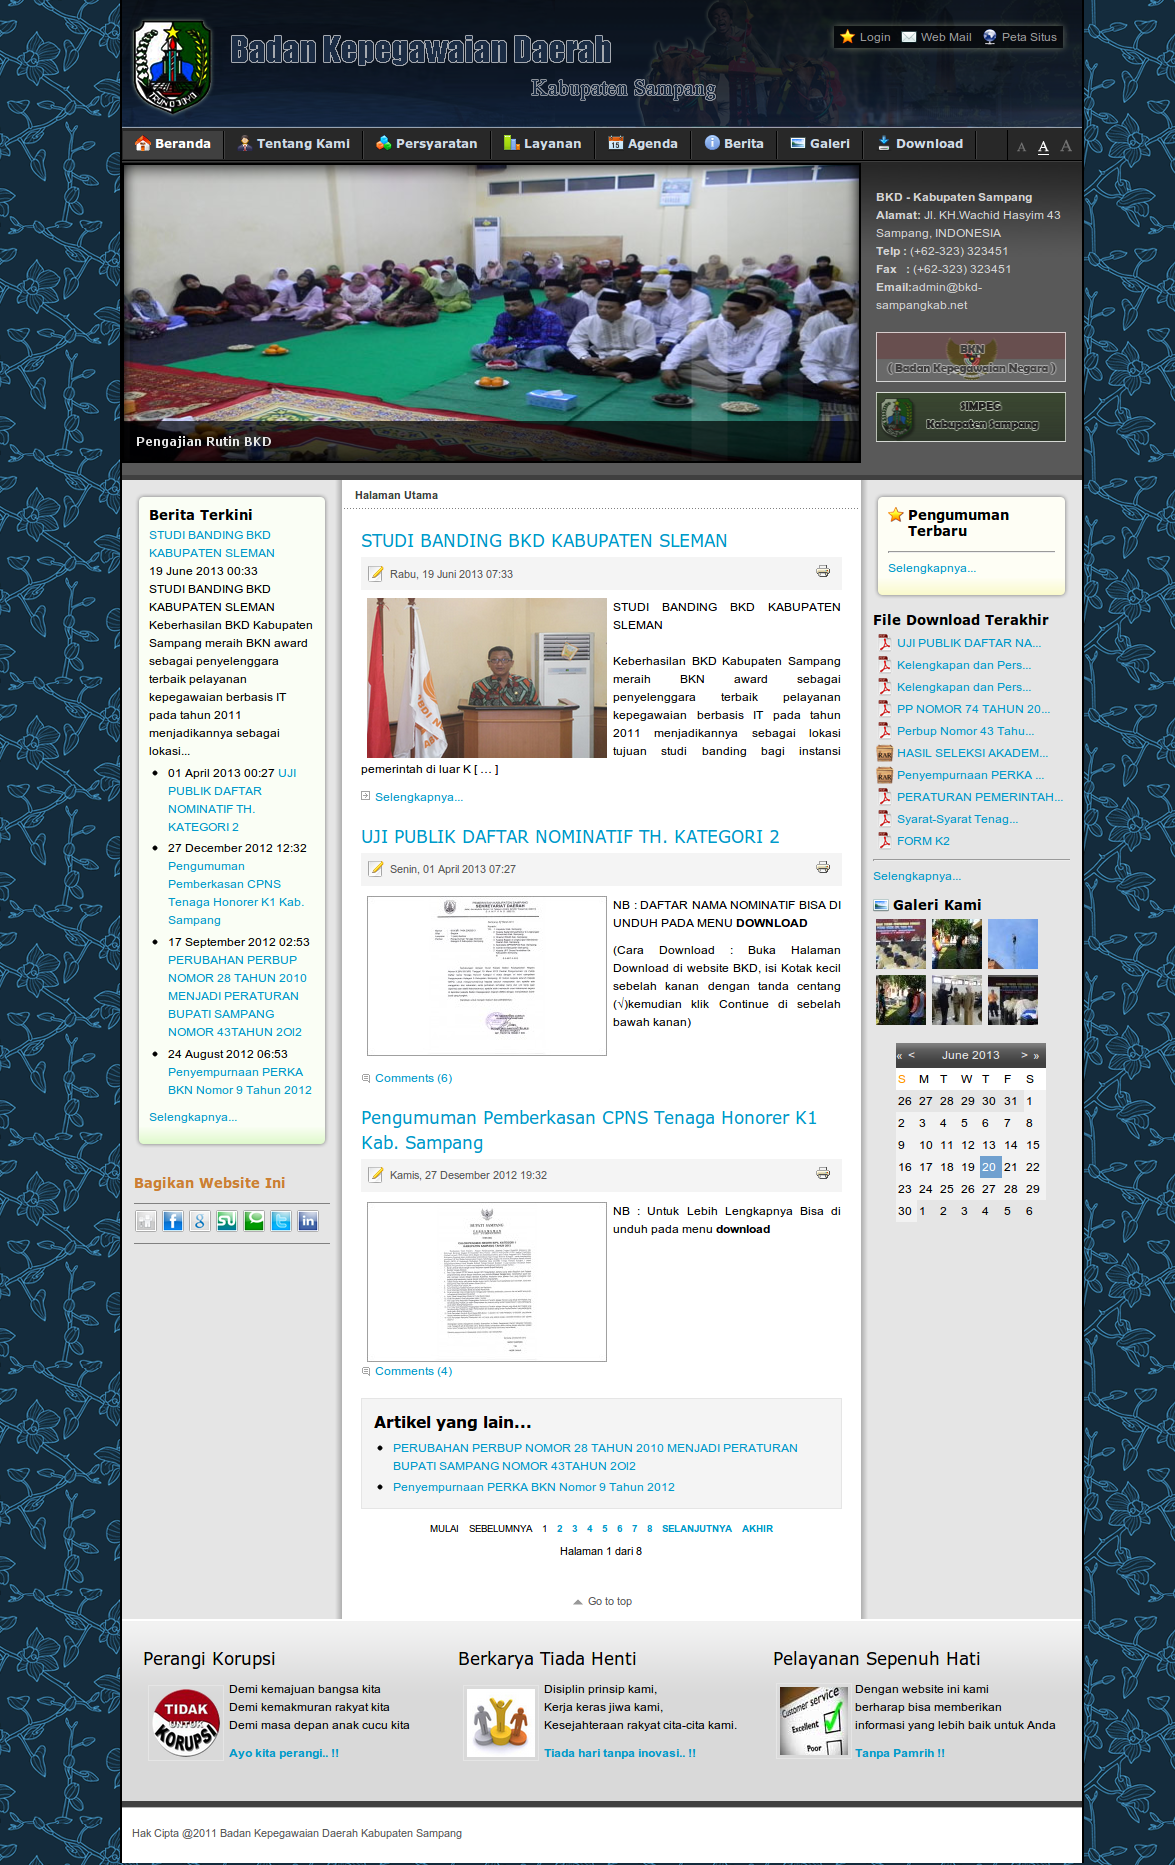 Badan Kepegawaian Daerah
Kabupaten Sampang
Login Web Mail Peta Situs
Beranda Tentang Kami Persyaratan Layanan Agenda Berita Galeri Download A A A
BKD - Kabupaten Sampang
Alamat: Jl. KH.Wachid Hasyim 43
Sampang, INDONESIA
Telp : (+62-323) 323451
Fax : (+62-323) 323451
Email:admin@bkd-
sampangkab.net
BKN
( Badan Kepegawaian Negara )
SIMPEG
Kabupaten Sampang
Pengajian Rutin BKD
Berita Terkini
STUDI BANDING BKD
KABUPATEN SLEMAN
19 June 2013 00:33
STUDI BANDING BKD
KABUPATEN SLEMAN
Keberhasilan BKD Kabupaten
Sampang meraih BKN award
sebagai penyelenggara
terbaik pelayanan
kepegawaian berbasis IT
pada tahun 2011
menjadikannya sebagai
lokasi...
01 April 2013 00:27 UJI
PUBLIK DAFTAR
NOMINATIF TH.
KATEGORI 2
27 December 2012 12:32
Pengumuman
Pemberkasan CPNS
Tenaga Honorer K1 Kab.
Sampang
17 September 2012 02:53
PERUBAHAN PERBUP
NOMOR 28 TAHUN 2010
MENJADI PERATURAN
BUPATI SAMPANG
NOMOR 43TAHUN 2OI2
24 August 2012 06:53
Penyempurnaan PERKA
BKN Nomor 9 Tahun 2012
Selengkapnya...
Bagikan Website Ini
Halaman Utama
STUDI BANDING BKD KABUPATEN SLEMAN
Rabu, 19 Juni 2013 07:33
STUDI BANDING BKD KABUPATEN
SLEMAN
Keberhasilan BKD Kabupaten Sampang
meraih BKN award sebagai
penyelenggara terbaik pelayanan
kepegawaian berbasis IT pada tahun
2011 menjadikannya sebagai lokasi
tujuan studi banding bagi instansi
pemerintah di luar K [ ... ]
Selengkapnya...
UJI PUBLIK DAFTAR NOMINATIF TH. KATEGORI 2
Senin, 01 April 2013 07:27
NB : DAFTAR NAMA NOMINATIF BISA DI
UNDUH PADA MENU DOWNLOAD
(Cara Download : Buka Halaman
Download di website BKD, isi Kotak kecil
sebelah kanan dengan tanda centang
(√)kemudian klik Continue di sebelah
bawah kanan)
Comments (6)
Pengumuman Pemberkasan CPNS Tenaga Honorer K1
Kab. Sampang
Kamis, 27 Desember 2012 19:32
NB : Untuk Lebih Lengkapnya Bisa di
unduh pada menu download
Comments (4)
Artikel yang lain...
PERUBAHAN PERBUP NOMOR 28 TAHUN 2010 MENJADI PERATURAN
BUPATI SAMPANG NOMOR 43TAHUN 2OI2
Penyempurnaan PERKA BKN Nomor 9 Tahun 2012
MULAI SEBELUMNYA 1 2 3 4 5 6 7 8 SELANJUTNYA AKHIR
Halaman 1 dari 8
Go to top
Pengumuman
Terbaru
Selengkapnya...
File Download Terakhir
UJI PUBLIK DAFTAR NA...
Kelengkapan dan Pers...
Kelengkapan dan Pers...
PP NOMOR 74 TAHUN 20...
Perbup Nomor 43 Tahu...
HASIL SELEKSI AKADEM...
Penyempurnaan PERKA ...
PERATURAN PEMERINTAH...
Syarat-Syarat Tenag...
FORM K2
Selengkapnya...
Galeri Kami
« < June 2013 > »
S M T W T F S
26 27 28 29 30 31 1
2 3 4 5 6 7 8
9 10 11 12 13 14 15
16 17 18 19 20 21 22
23 24 25 26 27 28 29
30 1 2 3 4 5 6
Perangi Korupsi
TIDAK
UNTUK
KORUPSI
Demi kemajuan bangsa kita
Demi kemakmuran rakyat kita
Demi masa depan anak cucu kita
Ayo kita perangi.. !!
Berkarya Tiada Henti
Disiplin prinsip kami,
Kerja keras jiwa kami,
Kesejahteraan rakyat cita-cita kami.
Tiada hari tanpa inovasi.. !!
Pelayanan Sepenuh Hati
Customer service
Excellent
Poor
Dengan website ini kami
berharap bisa memberikan
informasi yang lebih baik untuk Anda
Tanpa Pamrih !!
Hak Cipta @2011 Badan Kepegawaian Daerah Kabupaten Sampang